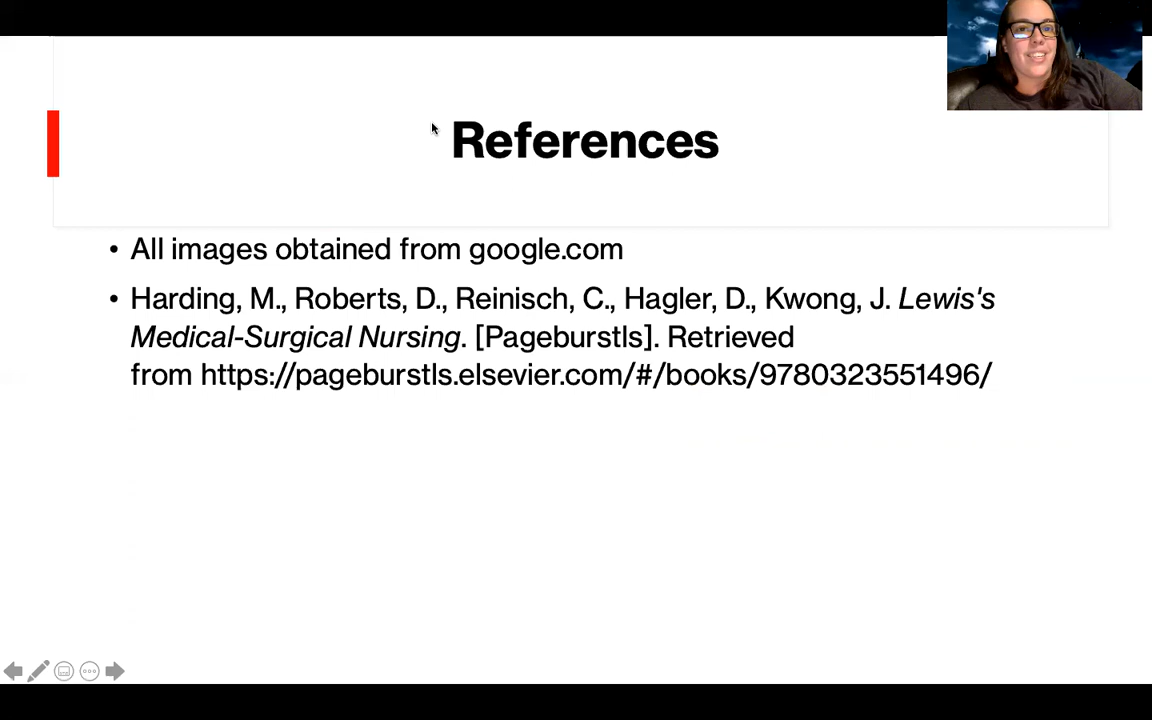 References
• All images obtained from google.com
• Harding, M., Roberts, D., Reinisch, C., Hagler, D., Kwong, J. Lewis's
Medical-Surgical Nursing. [Pageburstls]. Retrieved
from https://pageburstls.elsevier.com/#/books/9780323551496/